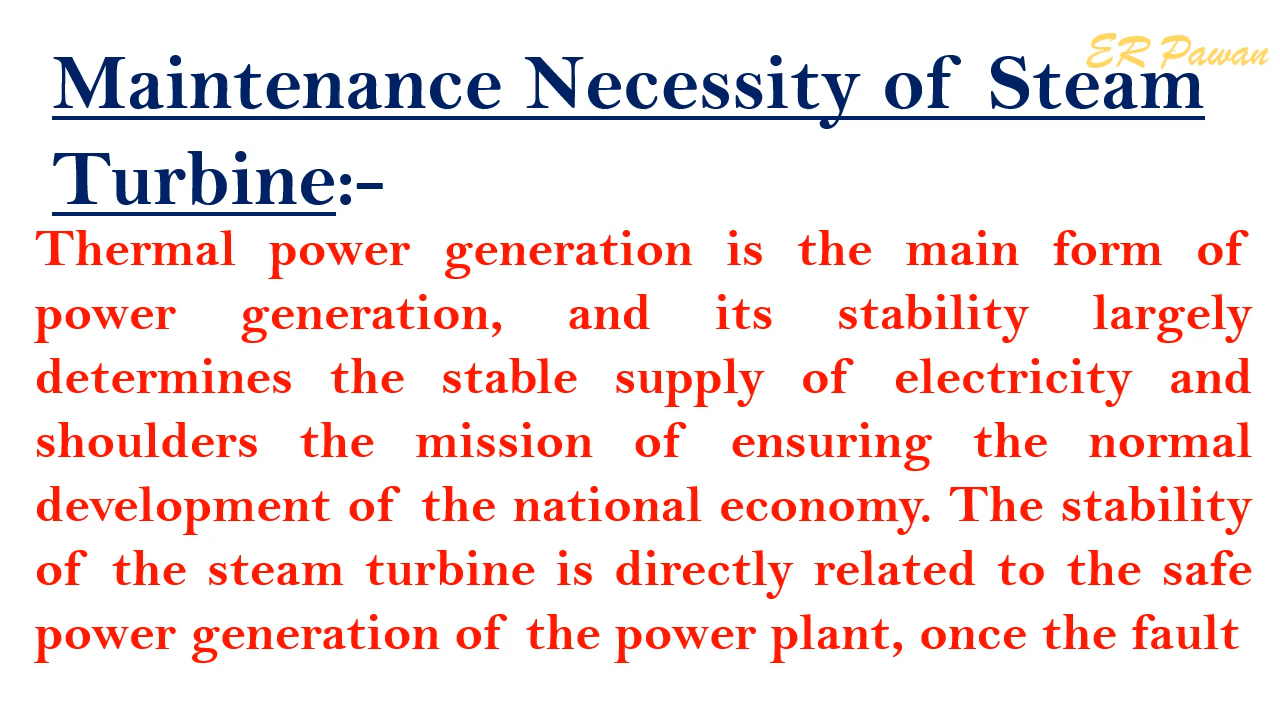 ER Pawan
Maintenance Necessity of Steam
Turbine:-
Thermal power generation is the main form of
power generation, and its stability largely
determines the stable supply of electricity and
shoulders the mission of ensuring the normal
development of the national economy. The stability
of the steam turbine is directly related to the safe
power generation of the power plant, once the fault